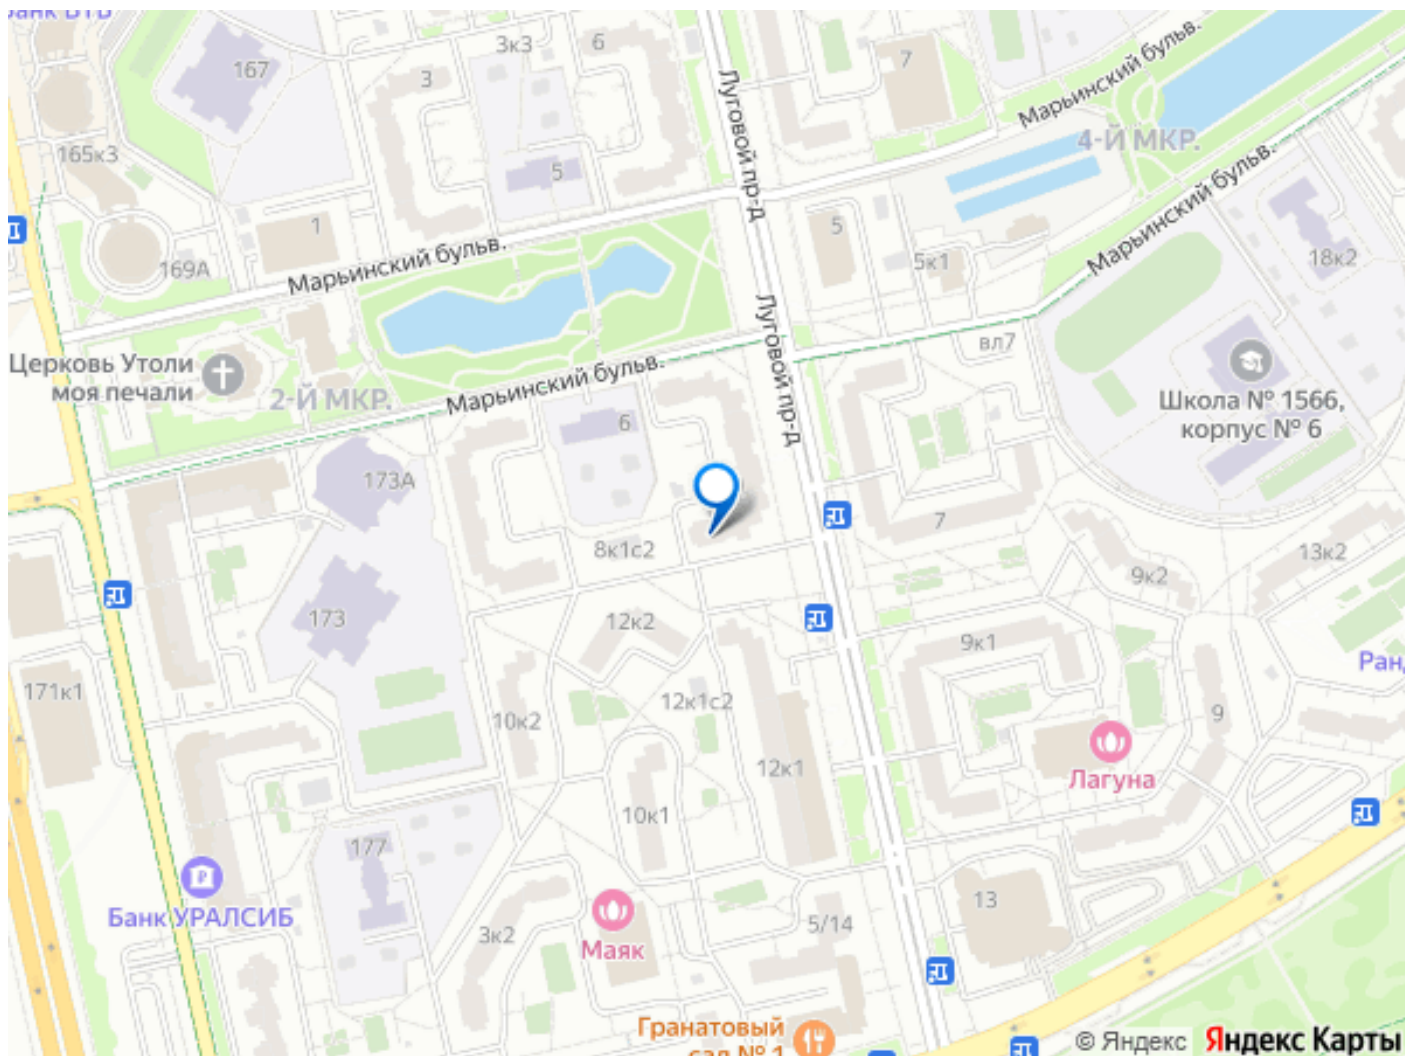 Банк ВТБ
167
3к3
6
3
7
Луговой пр-д
Марьинский бульв.
4-Й МКР.
165к3
5
1
169А
Марьинский бульв.
5
5к1
Марьинский бульв.
18к2
Луговой пр-д
вл7
Церковь Утоли
моя печали
2-Й МКР.
Марьинский бульв.
Школа № 1566,
корпус № 6
6
173А
7
8к1с2
13к2
9к2
173
12к2
9к1
171к1
10к2
12к1с2
9
12к1
Лагуна
10к1
177
Банк УРАЛСИБ
3к2
Маяк
5/14
13
Гранатовый
сад № 1
© Яндекс Яндекс Карты